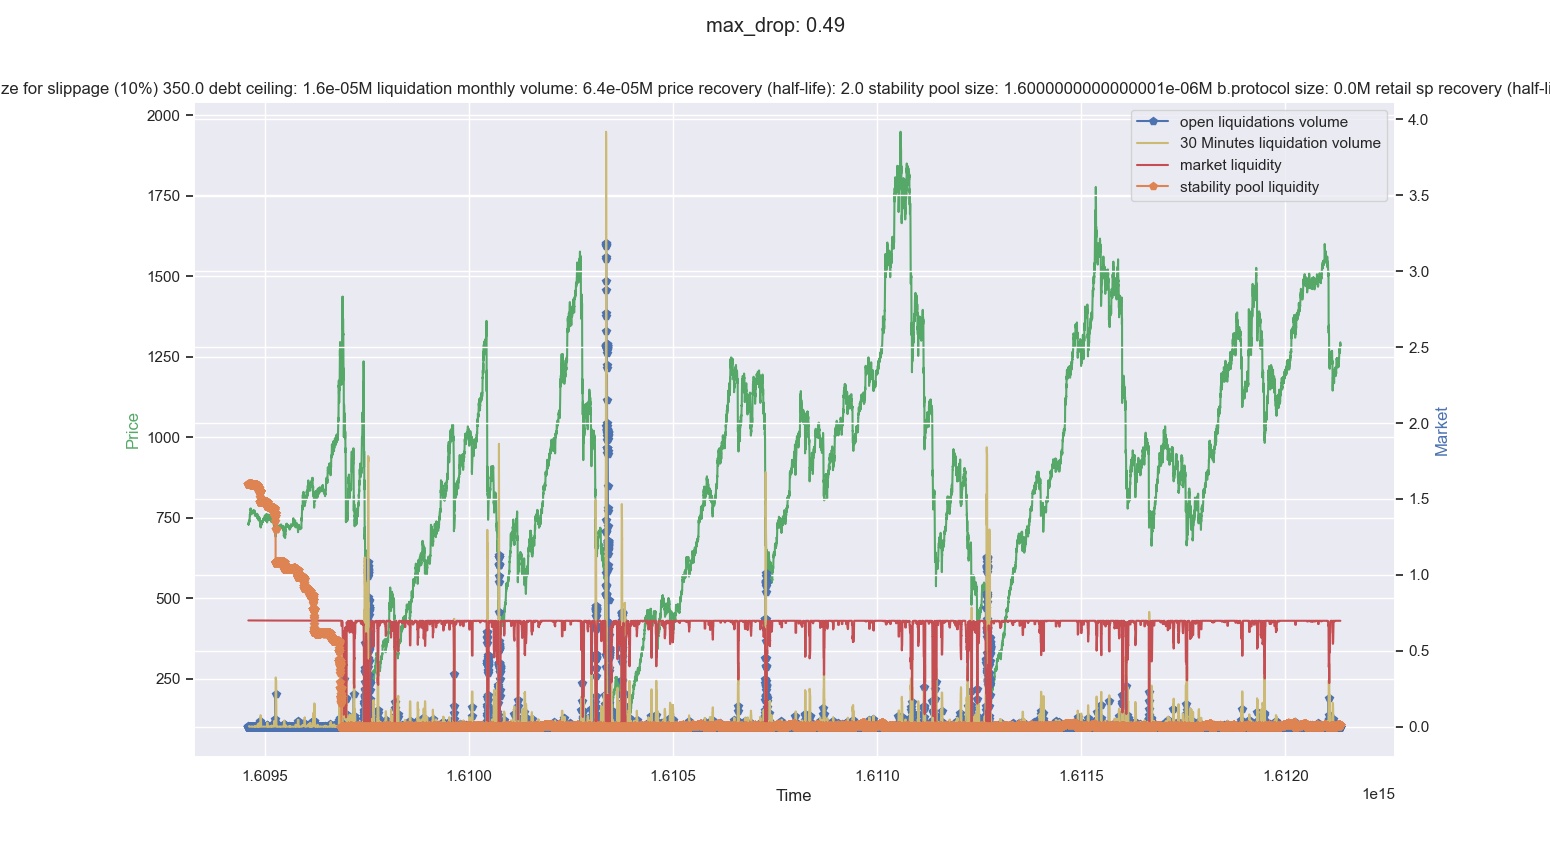 max_drop: 0.49
ze for slippage (10%) 350.0 debt ceiling: 1.6e-05M liquidation monthly volume: 6.4e-05M price recovery (half-life): 2.0 stability pool size: 1.6000000000000001e-06M b.protocol size: 0.0M retail sp recovery (half-li
2000
1750
1500
1250
1000
750
500
250
Price
4.0
3.5
3.0
2.5
2.0
1.5
1.0
0.5
0.0
Market
open liquidations volume
30 Minutes liquidation volume
market liquidity
stability pool liquidity
1.6095 1.6100 1.6105 1.6110 1.6115 1.6120
Time
1e15